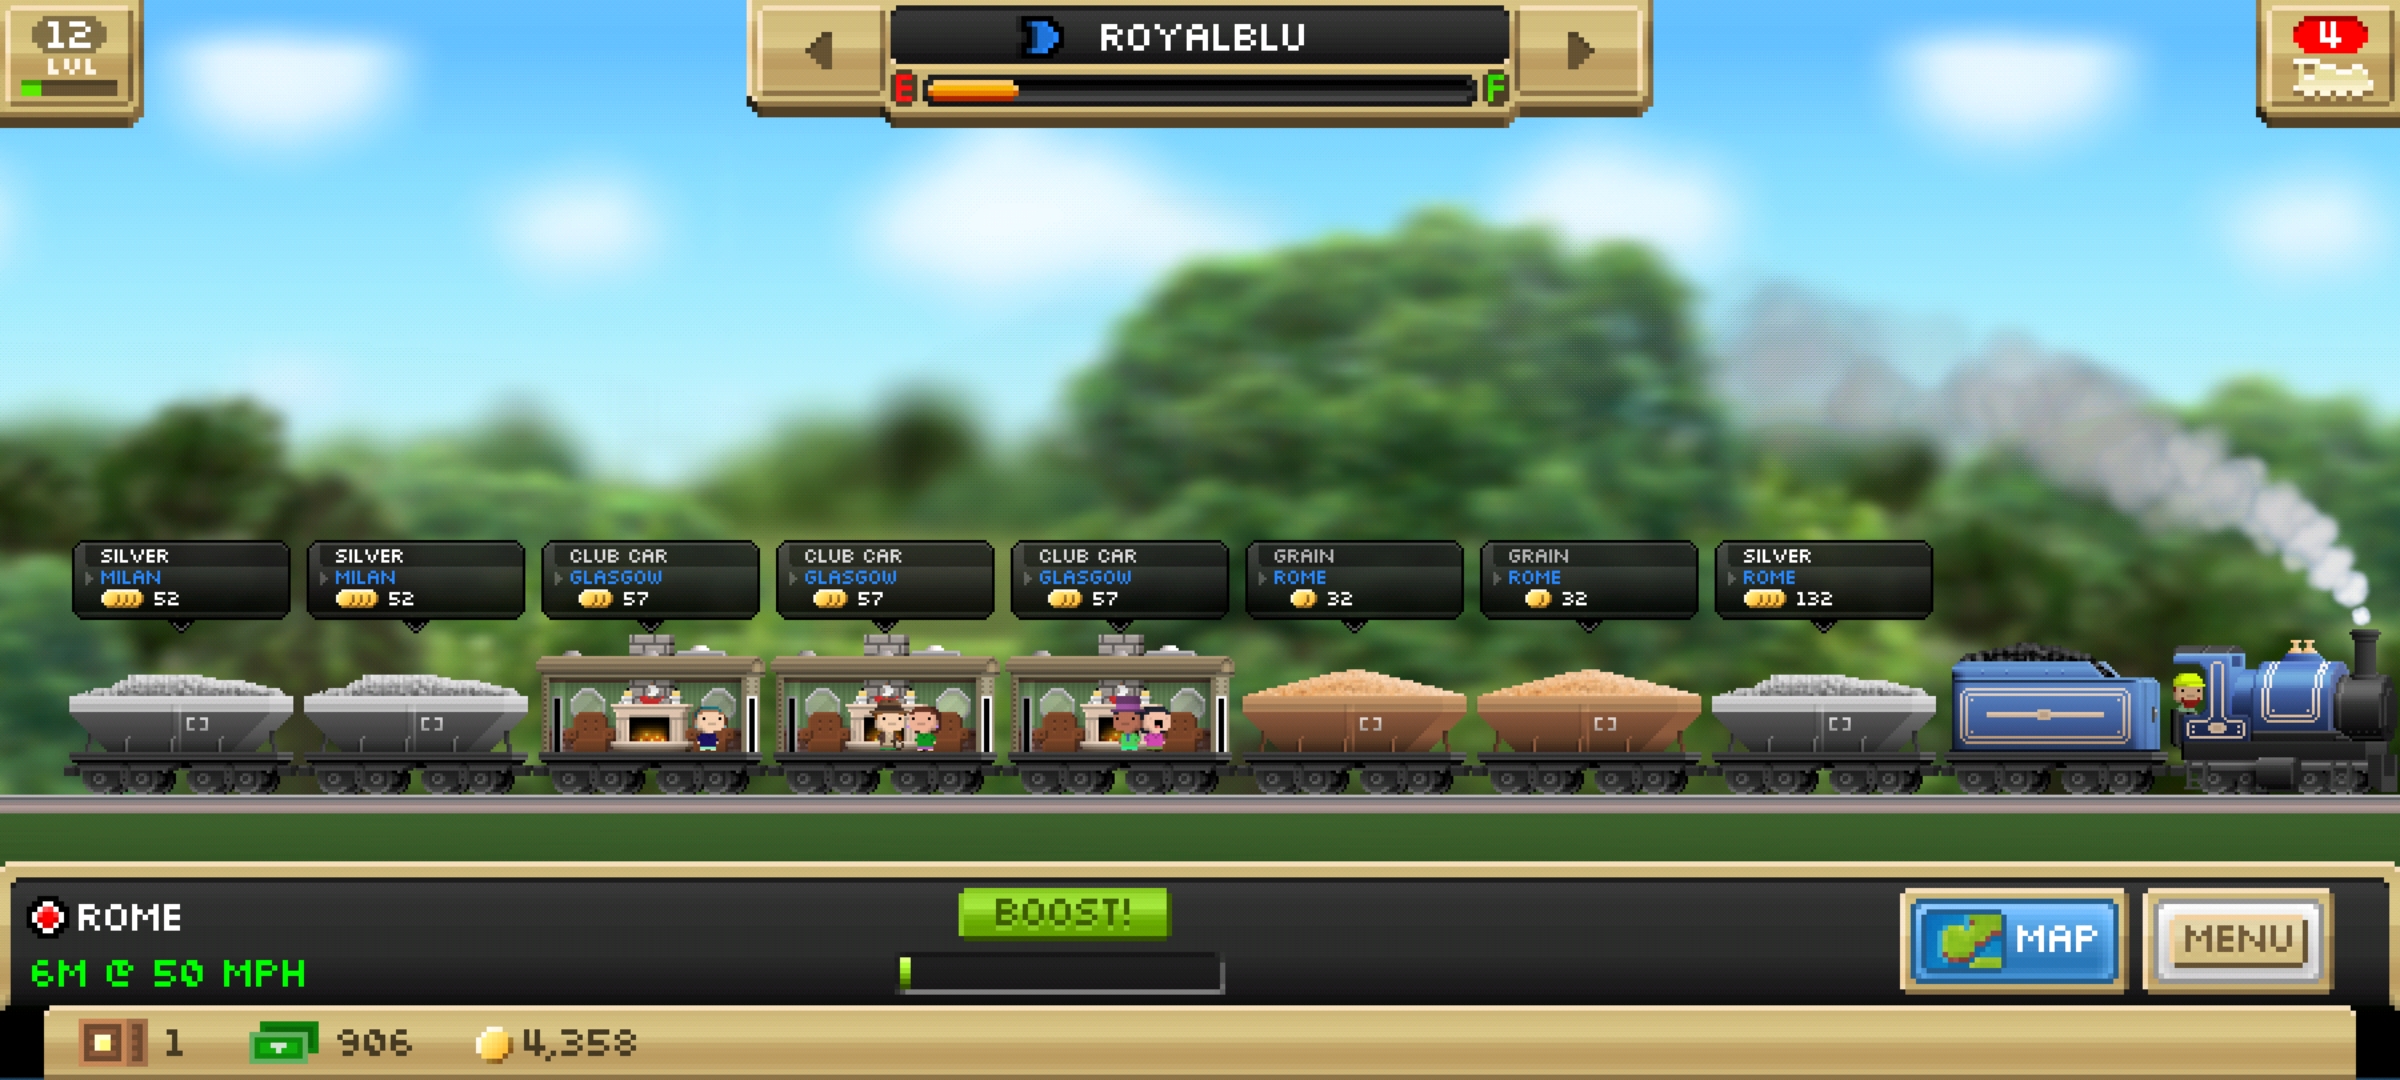 12
LVL
ROYALBLU
E
F
4
SILVER
MILAN
52
SILVER
MILAN
52
CLUB CAR
GLASGOW
57
CLUB CAR
GLASGOW
57
CLUB CAR
GLASGOW
57
GRAIN
ROME
32
GRAIN
ROME
32
SILVER
ROME
132
ROME
6M @ 50 MPH
BOOST!
MAP
MENU
1
906
4,358